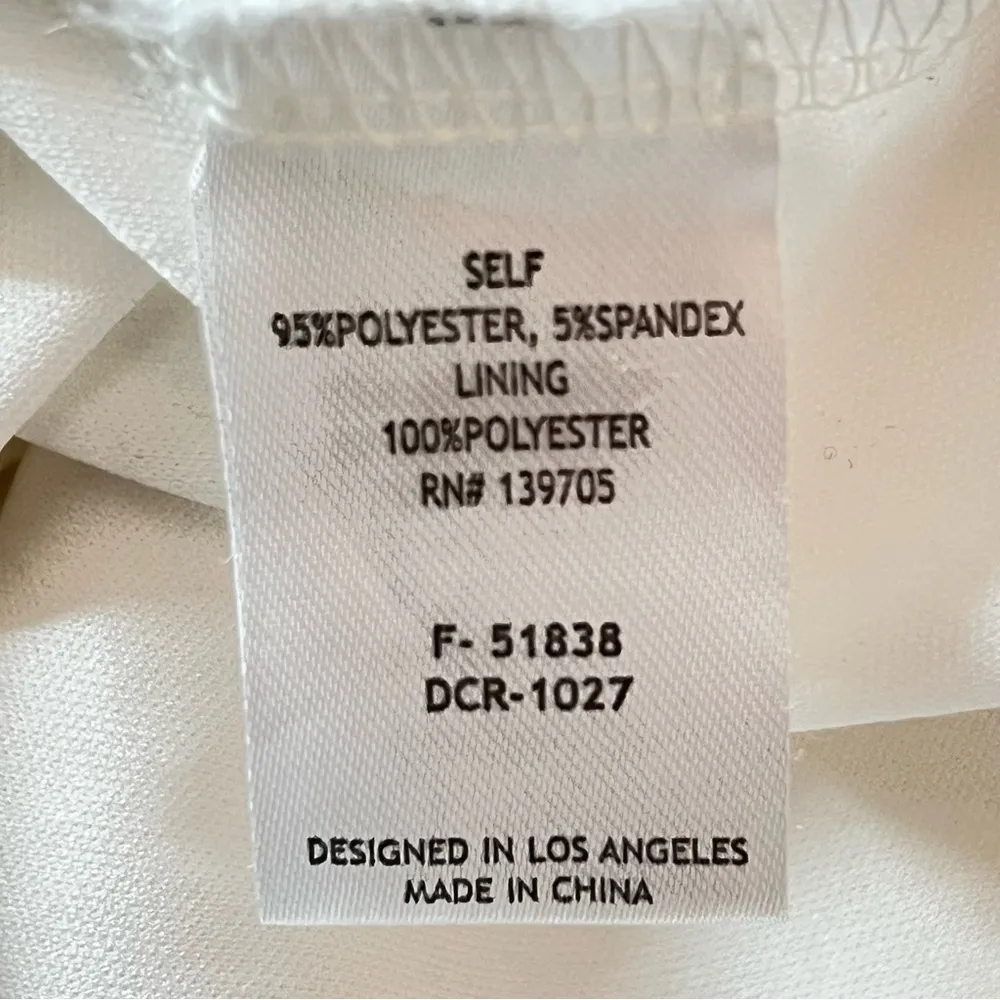 SELF
95%POLYESTER, 5%SPANDEX
LINING
100%POLYESTER
RN# 139705
F- 51838
DCR-1027
DESIGNED IN LOS ANGELES
MADE IN CHINA